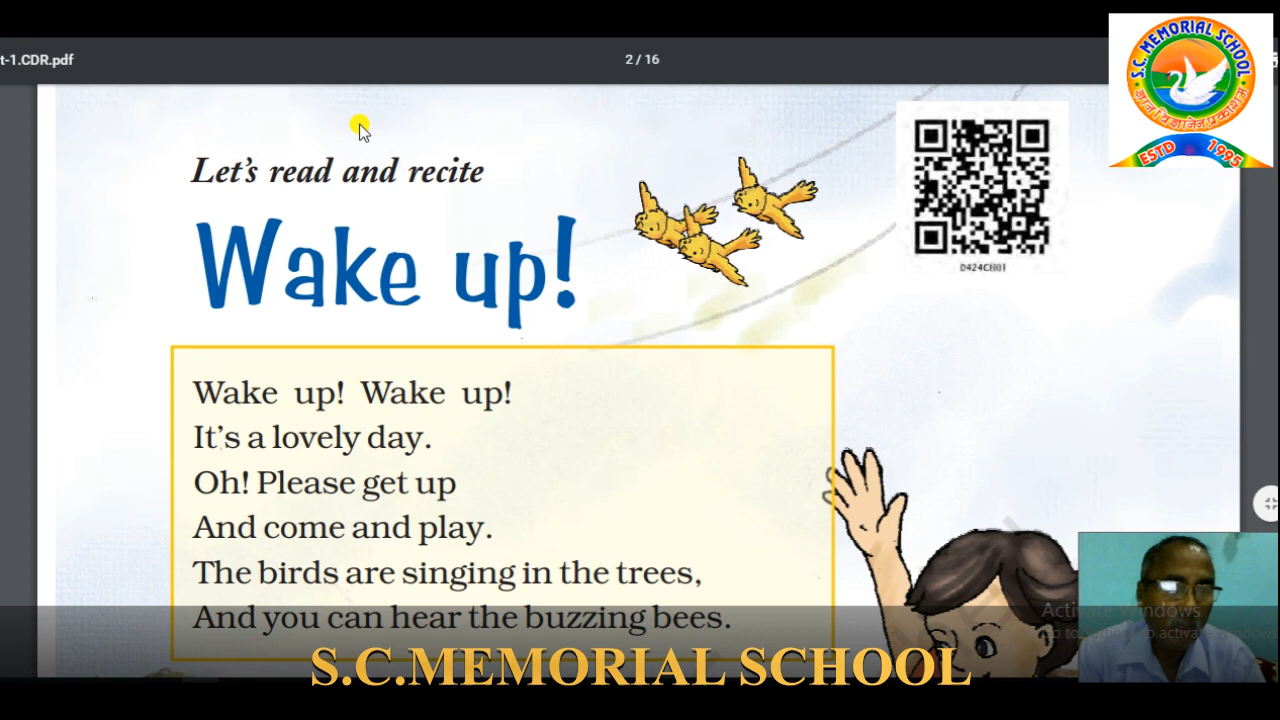 t-1.CDR.pdf
2 / 16
S.C. MEMORIAL SCHOOL
ESTD 1995
Let's read and recite
Wake up!
0424CH01
Wake up! Wake up!
It's a lovely day.
Oh! Please get up
And come and play.
The birds are singing in the trees,
And you can hear the buzzing bees.
Activate Windows
S.C.MEMORIAL SCHOOL